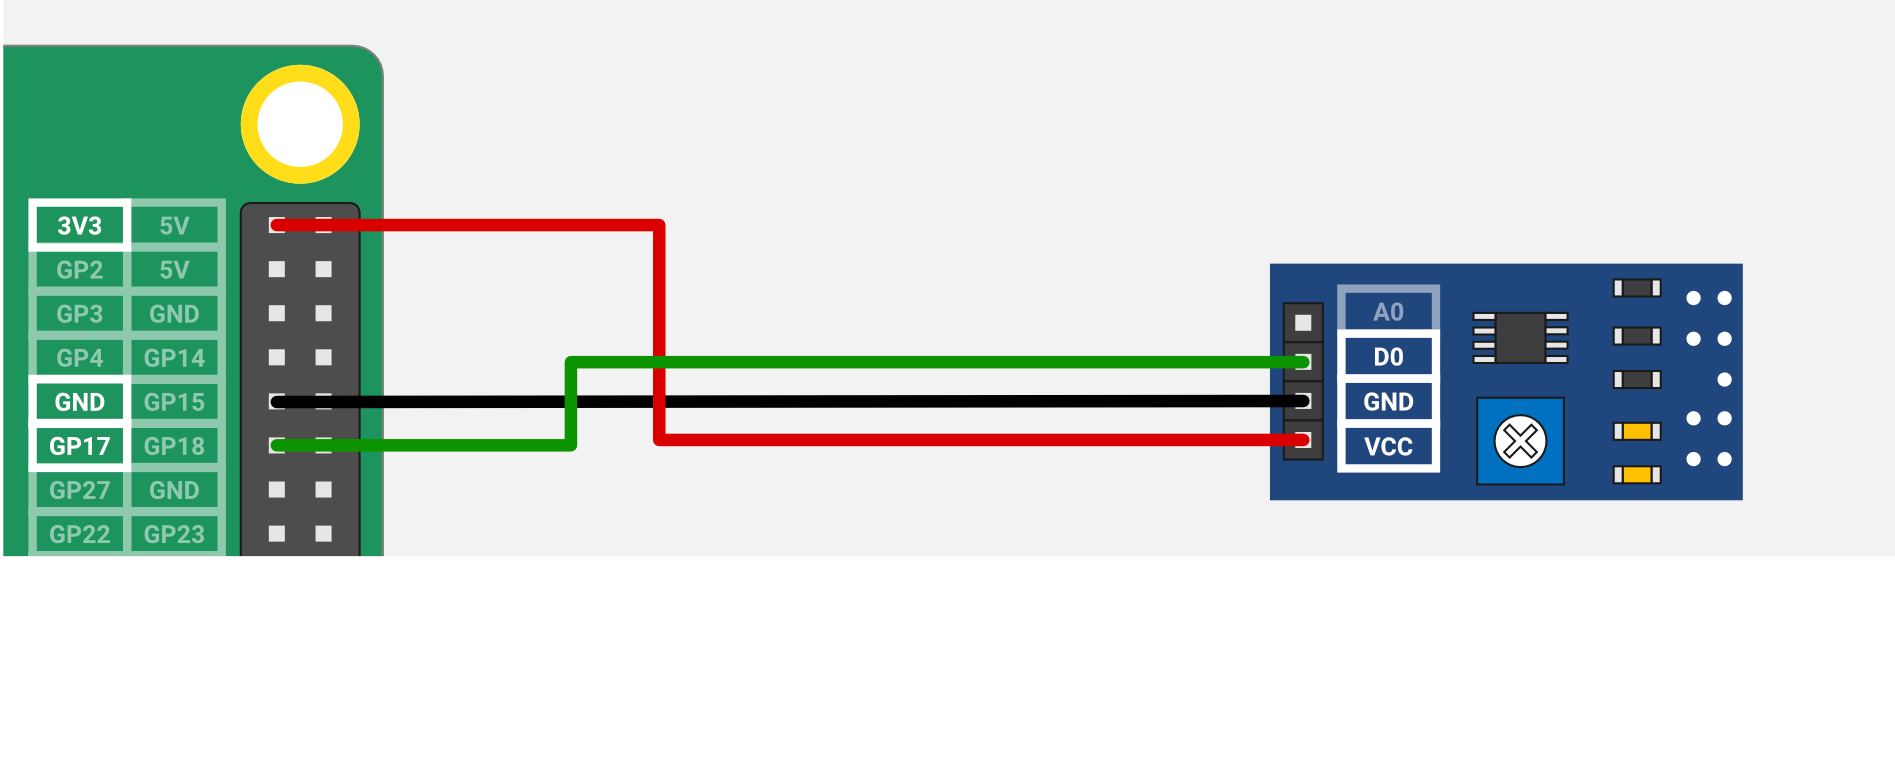 3V3 5V
GP2 5V
GP3 GND
GP4 GP14
GND GP15
GP17 GP18
GP27 GND
GP22 GP23
A0
D0
GND
VCC